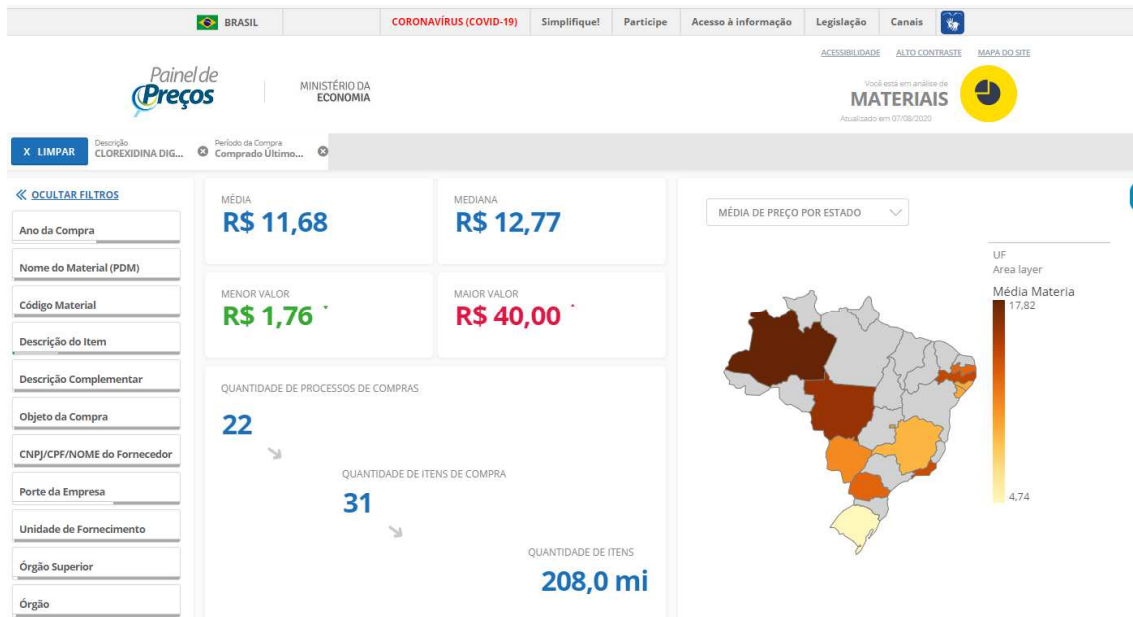 BRASIL
CORONAVÍRUS (COVID-19)
Simplifique!
Participe
Acesso à informação
Legislação
Canais
ACESSIBILIDADE
ALTO CONTRASTE
MAPA DO SITE
Painel de
Preços
MINISTÉRIO DA
ECONOMIA
Você está em análise de
MATERIAIS
Atualizado em 07/08/2020
X LIMPAR
Descrição
CLOREXIDINA DIG...
Período da Compra
Comprado Último...
OCULTAR FILTROS
Ano da Compra
Nome do Material (PDM)
Código Material
Descrição do Item
Descrição Complementar
Objeto da Compra
CNPJ/CPF/NOME do Fornecedor
Porte da Empresa
Unidade de Fornecimento
Órgão Superior
Órgão
MÉDIA
R$ 11,68
MEDIANA
R$ 12,77
MENOR VALOR
R$ 1,76
MAIOR VALOR
R$ 40,00
QUANTIDADE DE PROCESSOS DE COMPRAS
22
QUANTIDADE DE ITENS DE COMPRA
31
QUANTIDADE DE ITENS
208,0 mi
MÉDIA DE PREÇO POR ESTADO
UF
Area layer
Média Materia
17,82
4,74